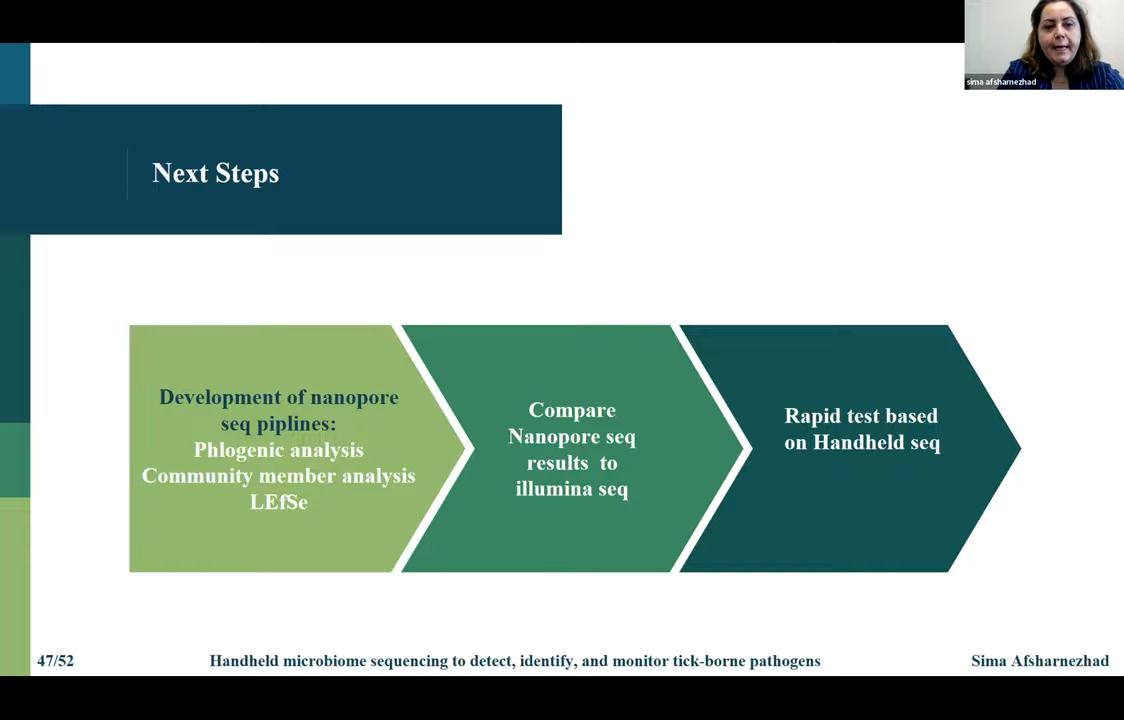 sima afsharnezhad
Next Steps
Development of nanopore
seq piplines:
Phlogenic analysis
Community member analysis
LEfSe
Compare
Nanopore seq
results to
illumina seq
Rapid test based
on Handheld seq
47/52
Handheld microbiome sequencing to detect, identify, and monitor tick-borne pathogens
Sima Afsharnezhad